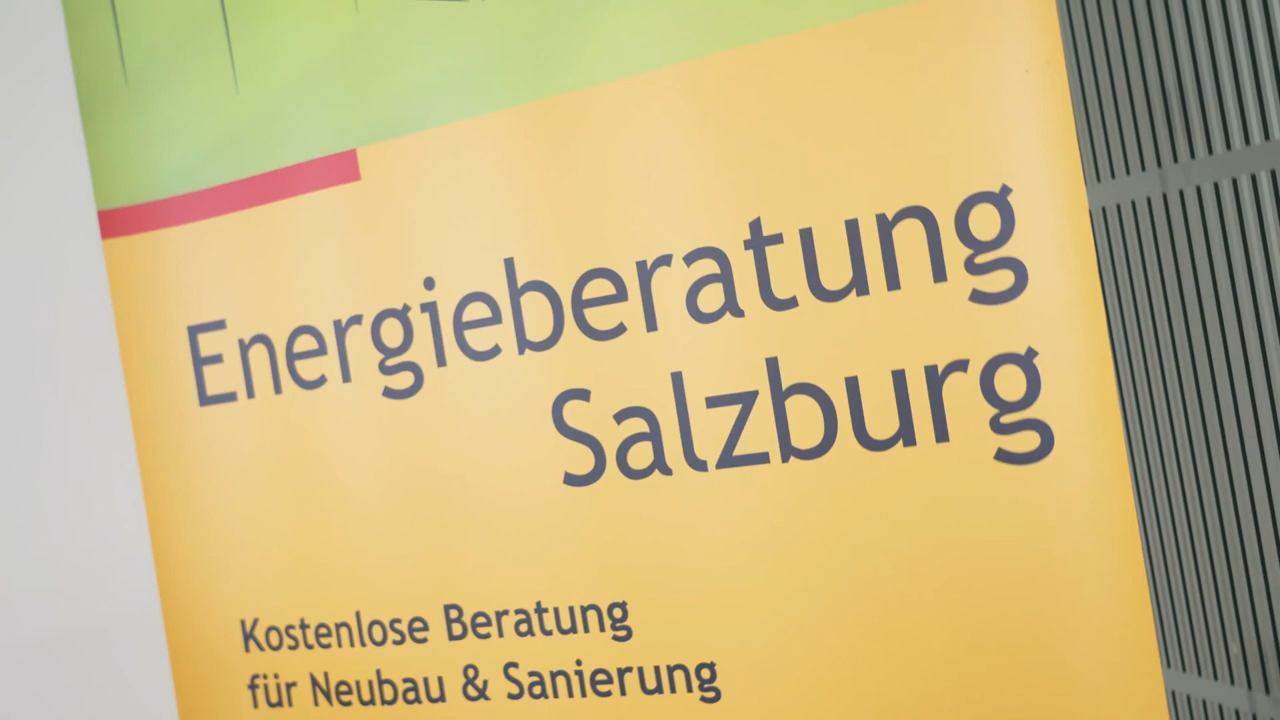 Energieberatung
Salzburg
Kostenlose Beratung
für Neubau & Sanierung